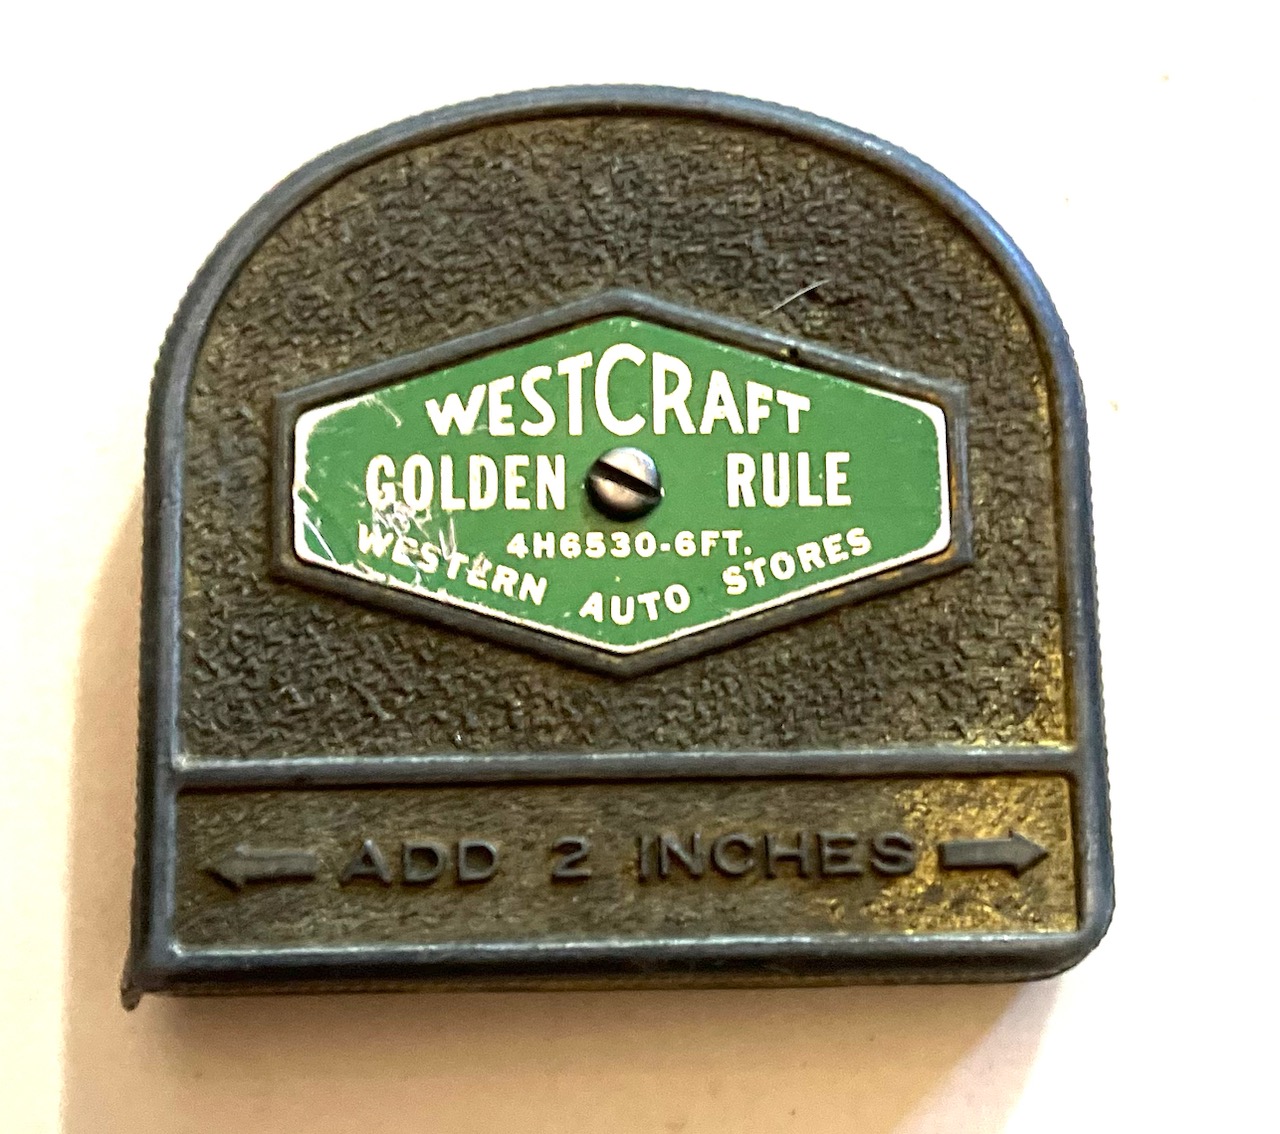 WESTCRAFT
GOLDEN RULE
4H6530-6FT.
WESTERN AUTO STORES
ADD 2 INCHES